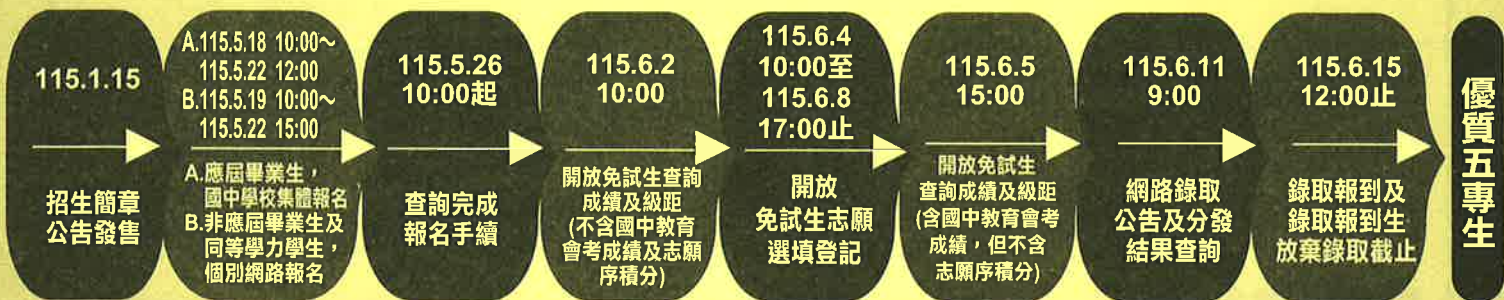 115.1.15
招生簡章
公告發售
A.115.5.18 10:00~
115.5.22 12:00
B.115.5.19 10:00~
115.5.22 15:00
A.應屆畢業生，
國中學校集體報名
B.非應屆畢業生及
同等學力學生，
個別網路報名
115.5.26
10:00起
查詢完成
報名手續
115.6.2
10:00
開放免試生查詢
成績及級距
(不含國中教育
會考成績及志願
序積分)
115.6.4
10:00至
115.6.8
17:00止
開放
免試生志願
選填登記
115.6.5
15:00
開放免試生
查詢成績及級距
(含國中教育會考
成績，但不含
志願序積分)
115.6.11
9:00
網路錄取
公告及分發
結果查詢
115.6.15
12:00止
錄取報到及
錄取報到生
放棄錄取截止
優質五專生